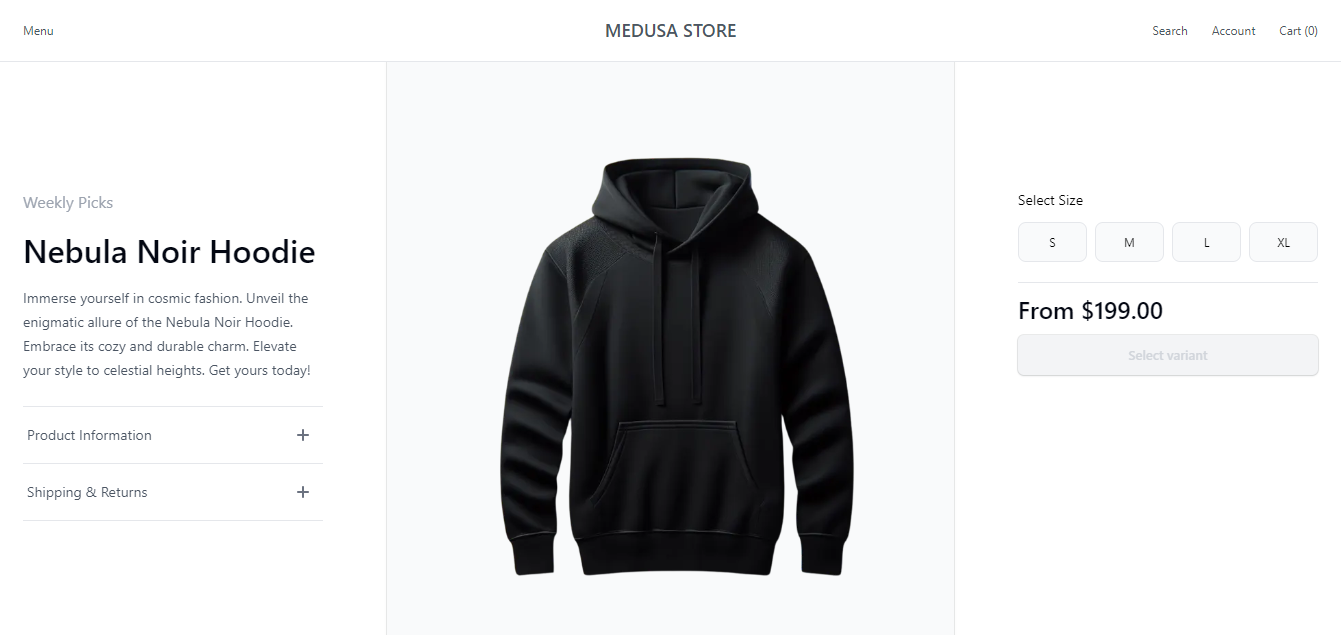 Menu
MEDUSA STORE
Search
Account
Cart (0)
Weekly Picks
Nebula Noir Hoodie
Immerse yourself in cosmic fashion. Unveil the
enigmatic allure of the Nebula Noir Hoodie.
Embrace its cozy and durable charm. Elevate
your style to celestial heights. Get yours today!
Product Information
Shipping & Returns
Select Size
S
M
L
XL
From $199.00
Select variant